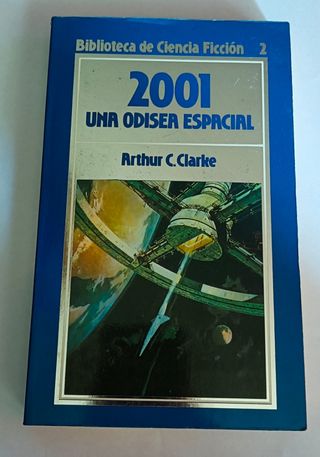 Biblioteca de Ciencia Ficción 2
2001
UNA ODISEA ESPACIAL
Arthur C. Clarke